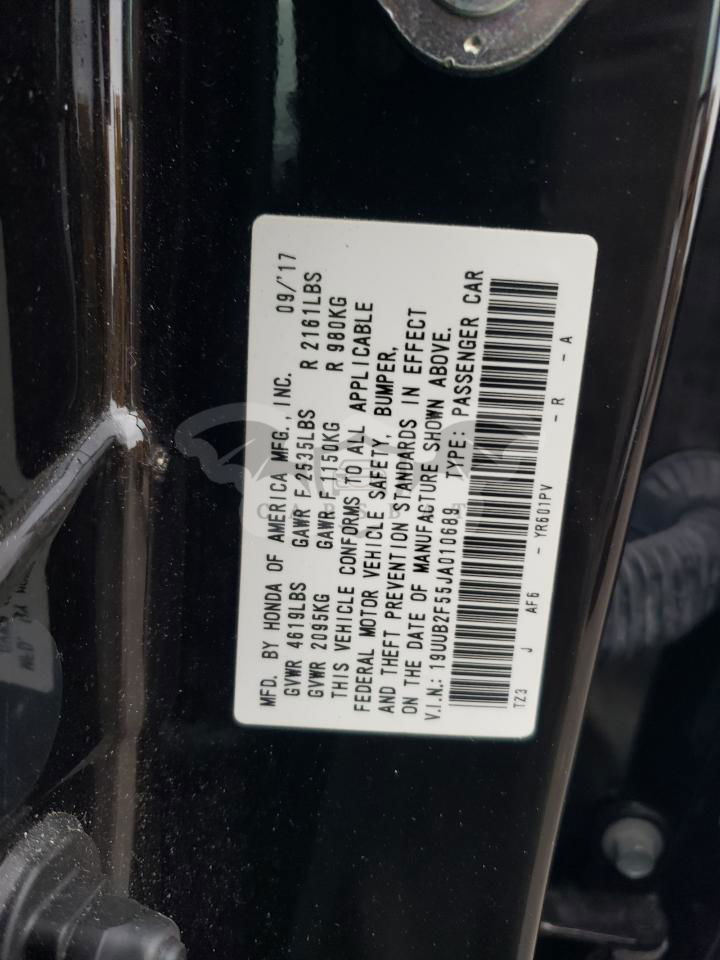 MFD. BY HONDA OF AMERICA MFG., INC. 09/'17
GVWR 4619LBS GAWR F 2535LBS R 2161LBS
GVWR 2095KG GAWR F 1150KG R 980KG
THIS VEHICLE CONFORMS TO ALL APPLICABLE
FEDERAL MOTOR VEHICLE SAFETY, BUMPER,
AND THEFT PREVENTION STANDARDS IN EFFECT
ON THE DATE OF MANUFACTURE SHOWN ABOVE.
V.I.N.: 19UUB2F55JA010689 TYPE: PASSENGER CAR
TZ3 J AF6 - YR601PV - R - A